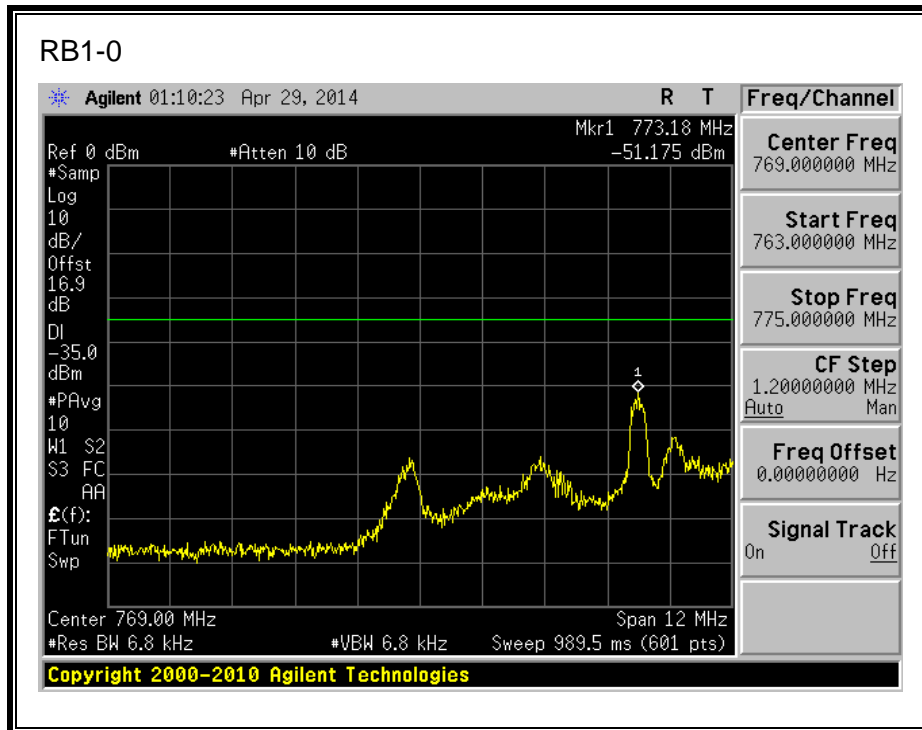 RB1-0
Agilent 01:10:23 Apr 29, 2014 R T
Mkr1 773.18 MHz
Ref 0 dBm #Atten 10 dB -51.175 dBm
#Samp
Log
10
dB/
Offst
16.9
dB
DI
-35.0
dBm
#PAvg
10
W1 S2
S3 FC
AA
£(f):
FTun
Swp
1
Center 769.00 MHz Span 12 MHz
#Res BW 6.8 kHz #VBW 6.8 kHz Sweep 989.5 ms (601 pts)
Copyright 2000-2010 Agilent Technologies
Freq/Channel
Center Freq
769.000000 MHz
Start Freq
763.000000 MHz
Stop Freq
775.000000 MHz
CF Step
1.20000000 MHz
Auto Man
Freq Offset
0.00000000 Hz
Signal Track
On Off